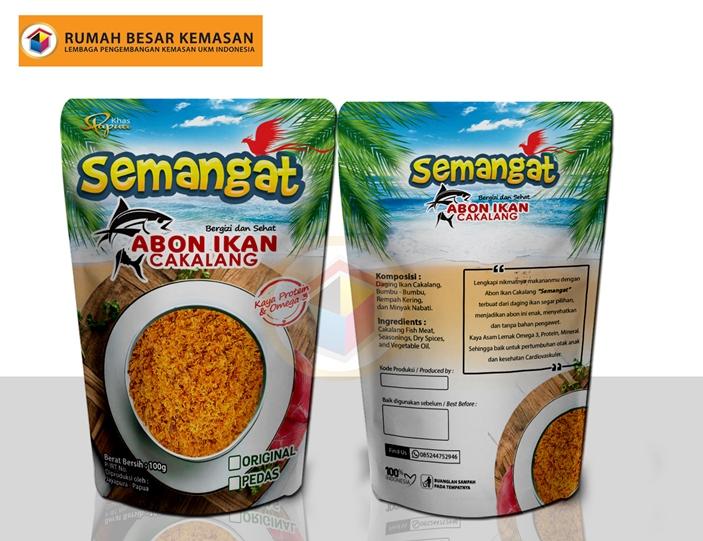 RUMAH BESAR KEMASAN
LEMBAGA PENGEMBANGAN KEMASAN UKM INDONESIA
Khas
Papua
Semangat
Bergizi dan Sehat
ABON IKAN
CAKALANG
Kaya Protein
& Omega 3
Berat Bersih : 100g
P-IRT No
Diproduksi oleh :
Jayapura - Papua
ORIGINAL
PEDAS
Semangat
Bergizi dan Sehat
ABON IKAN
CAKALANG
Komposisi :
Daging Ikan Cakalang,
Bumbu - Bumbu,
Rempah Kering,
dan Minyak Nabati.
Ingredients :
Cakalang Fish Meat,
Seasonings, Dry Spices,
and Vegetable Oil.
Kode Produksi / Produced by :
Baik digunakan sebelum / Best Before :
Find Us
085244752946
100%
INDONESIA
BUANGLAH SAMPAH
PADA TEMPATNYA
Lengkapi nikmatnya makananmu dengan
Abon Ikan Cakalang "Semangat"
terbuat dari daging ikan segar pilihan,
menjadikan abon ini enak, menyehatkan
dan tanpa bahan pengawet.
Kaya Asam Lemak Omega 3, Protein, Mineral.
Sehingga baik untuk pertumbuhan otak anak
dan kesehatan Cardiovaskuler.